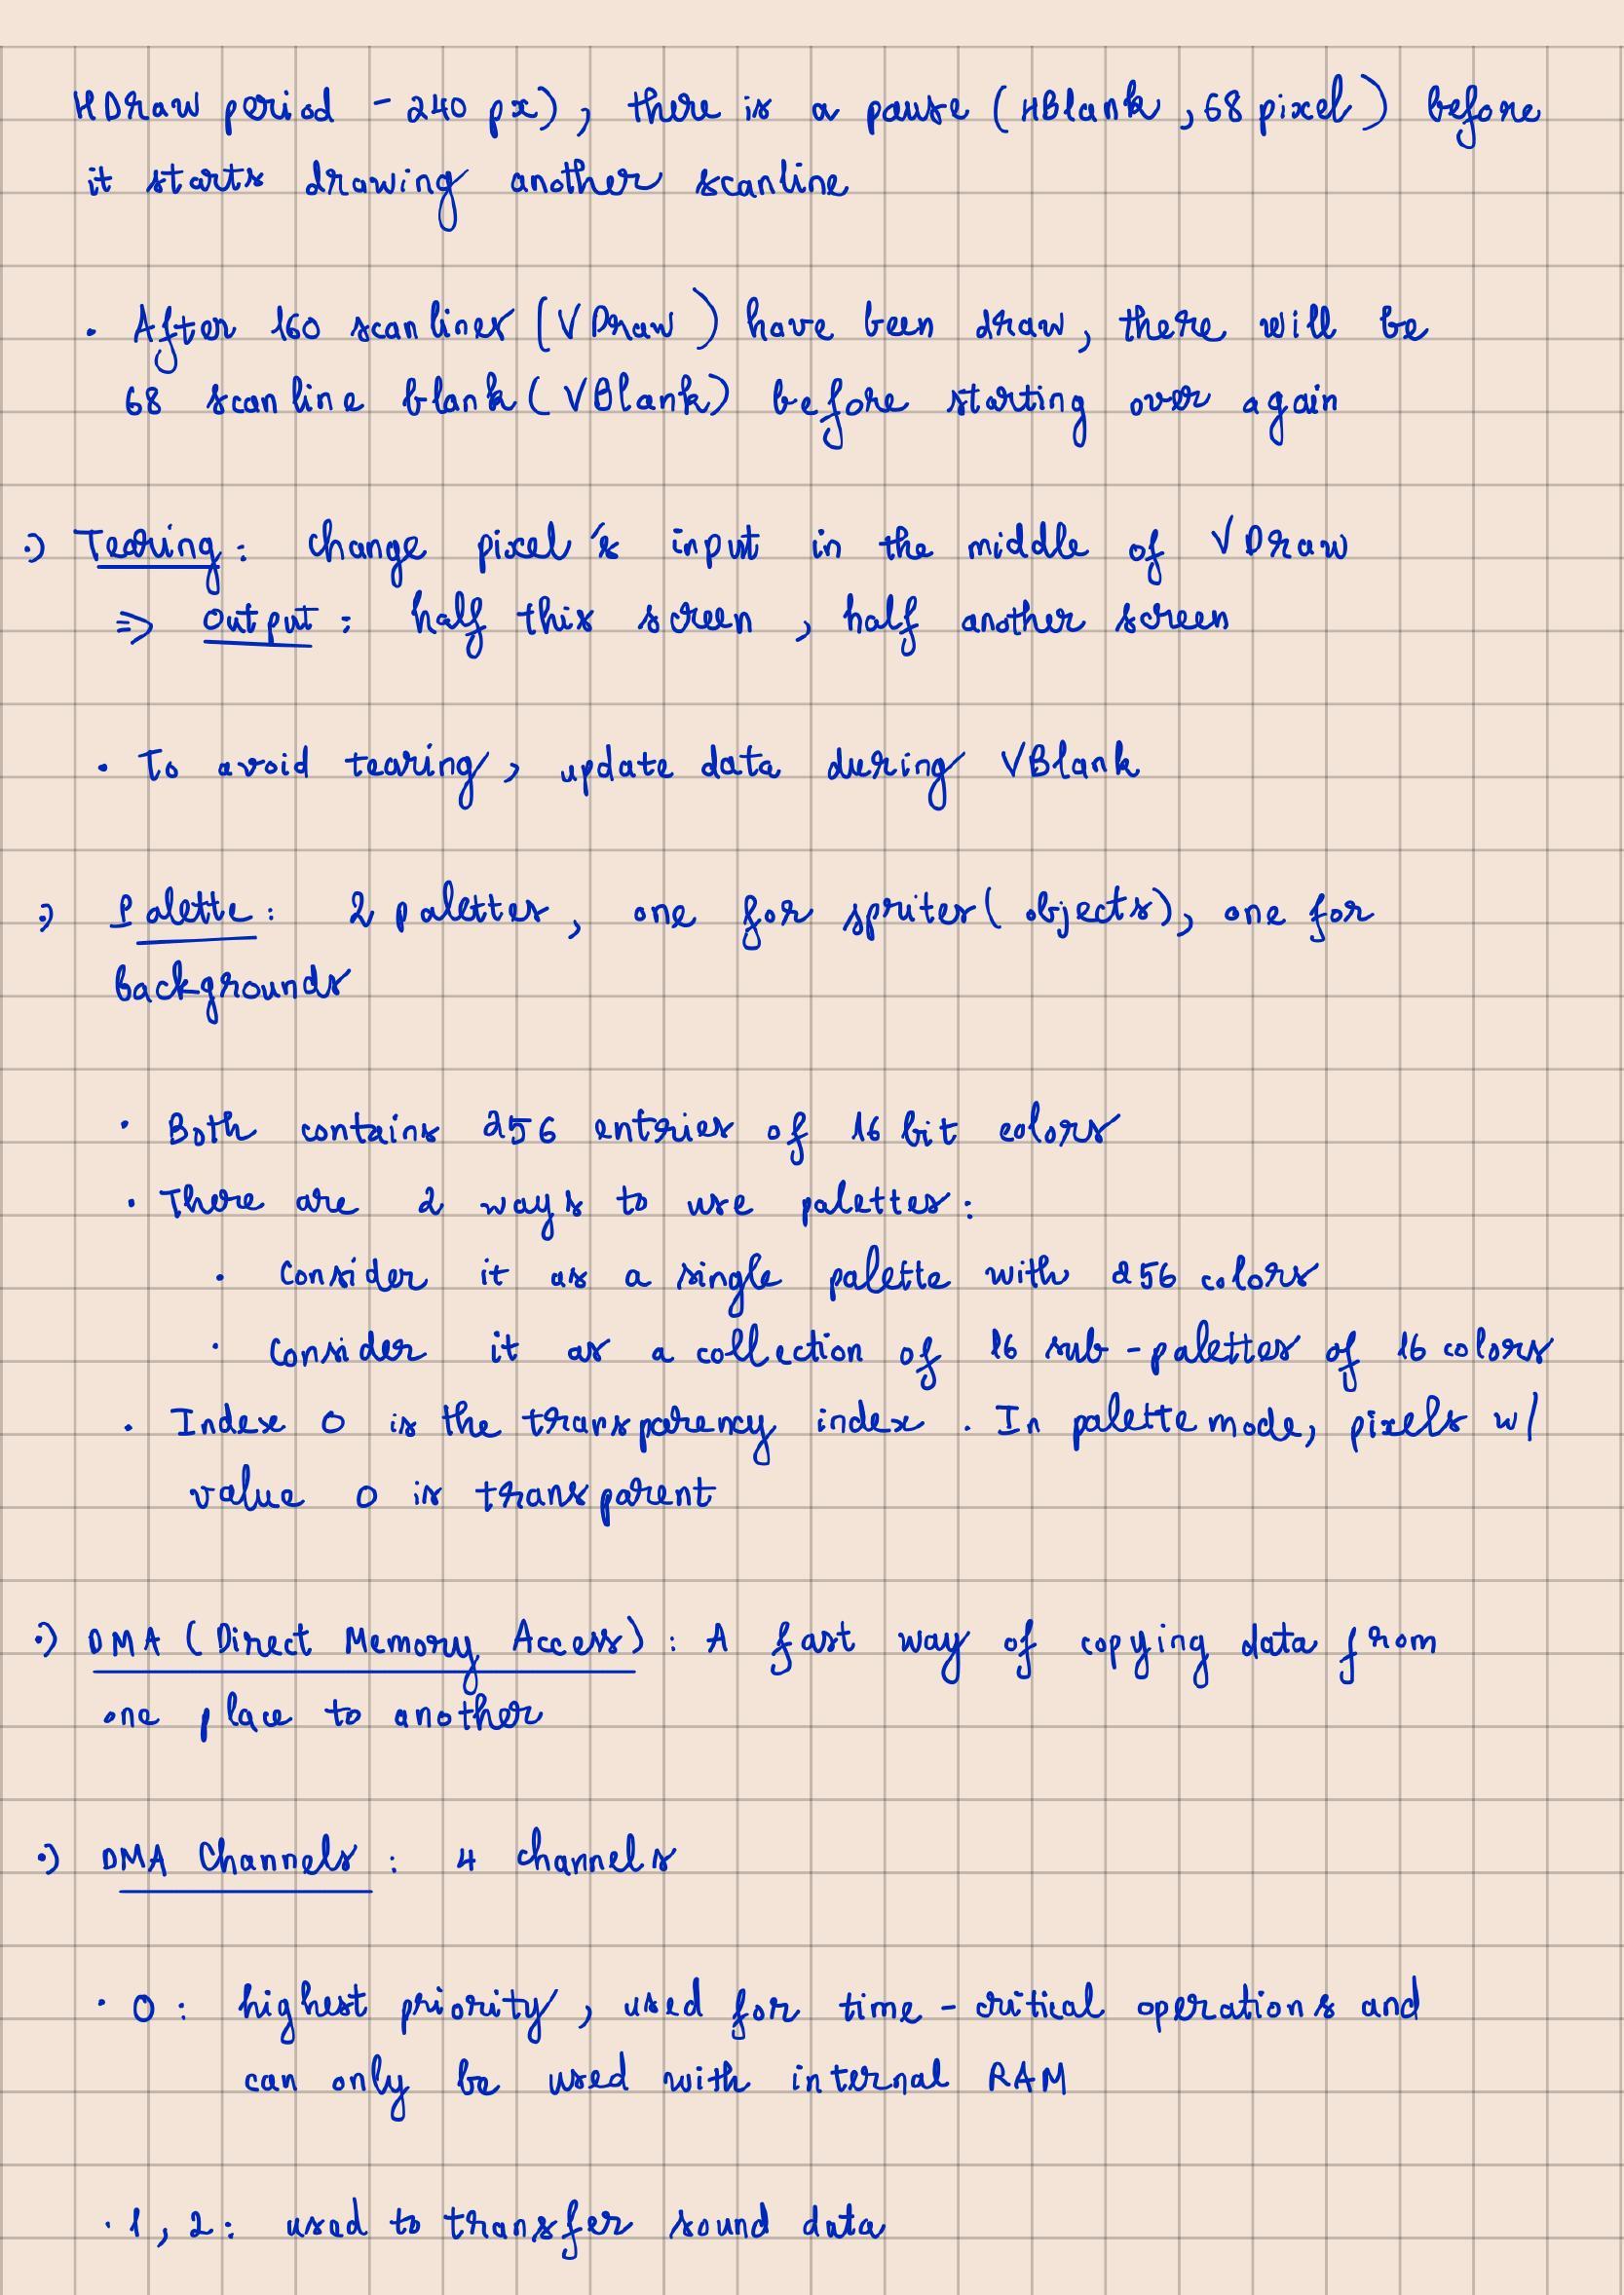 HDraw period - 240 px), there is a pause (HBlank, 68 pixel) before
it starts drawing another scanline
· After 160 scanlines (VDraw) have been draw, there will be
68 scanline blank (VBlank) before starting over again
·) Tearing: change pixel's input in the middle of VDraw
=> Output: half this screen, half another screen
· To avoid tearing, update data during VBlank
·) Palette: 2 palettes, one for sprites (objects), one for
backgrounds
· Both contains 256 entries of 16 bit colors
· There are 2 ways to use palettes:
· Consider it as a single palette with 256 colors
· Consider it as a collection of 16 sub-palettes of 16 colors
· Index 0 is the transparency index. In palette mode, pixels w/
value 0 is transparent
·) DMA (Direct Memory Access): A fast way of copying data from
one place to another
·) DMA Channels: 4 channels
· 0: highest priority, used for time-critical operations and
can only be used with internal RAM
· 1, 2: used to transfer sound data